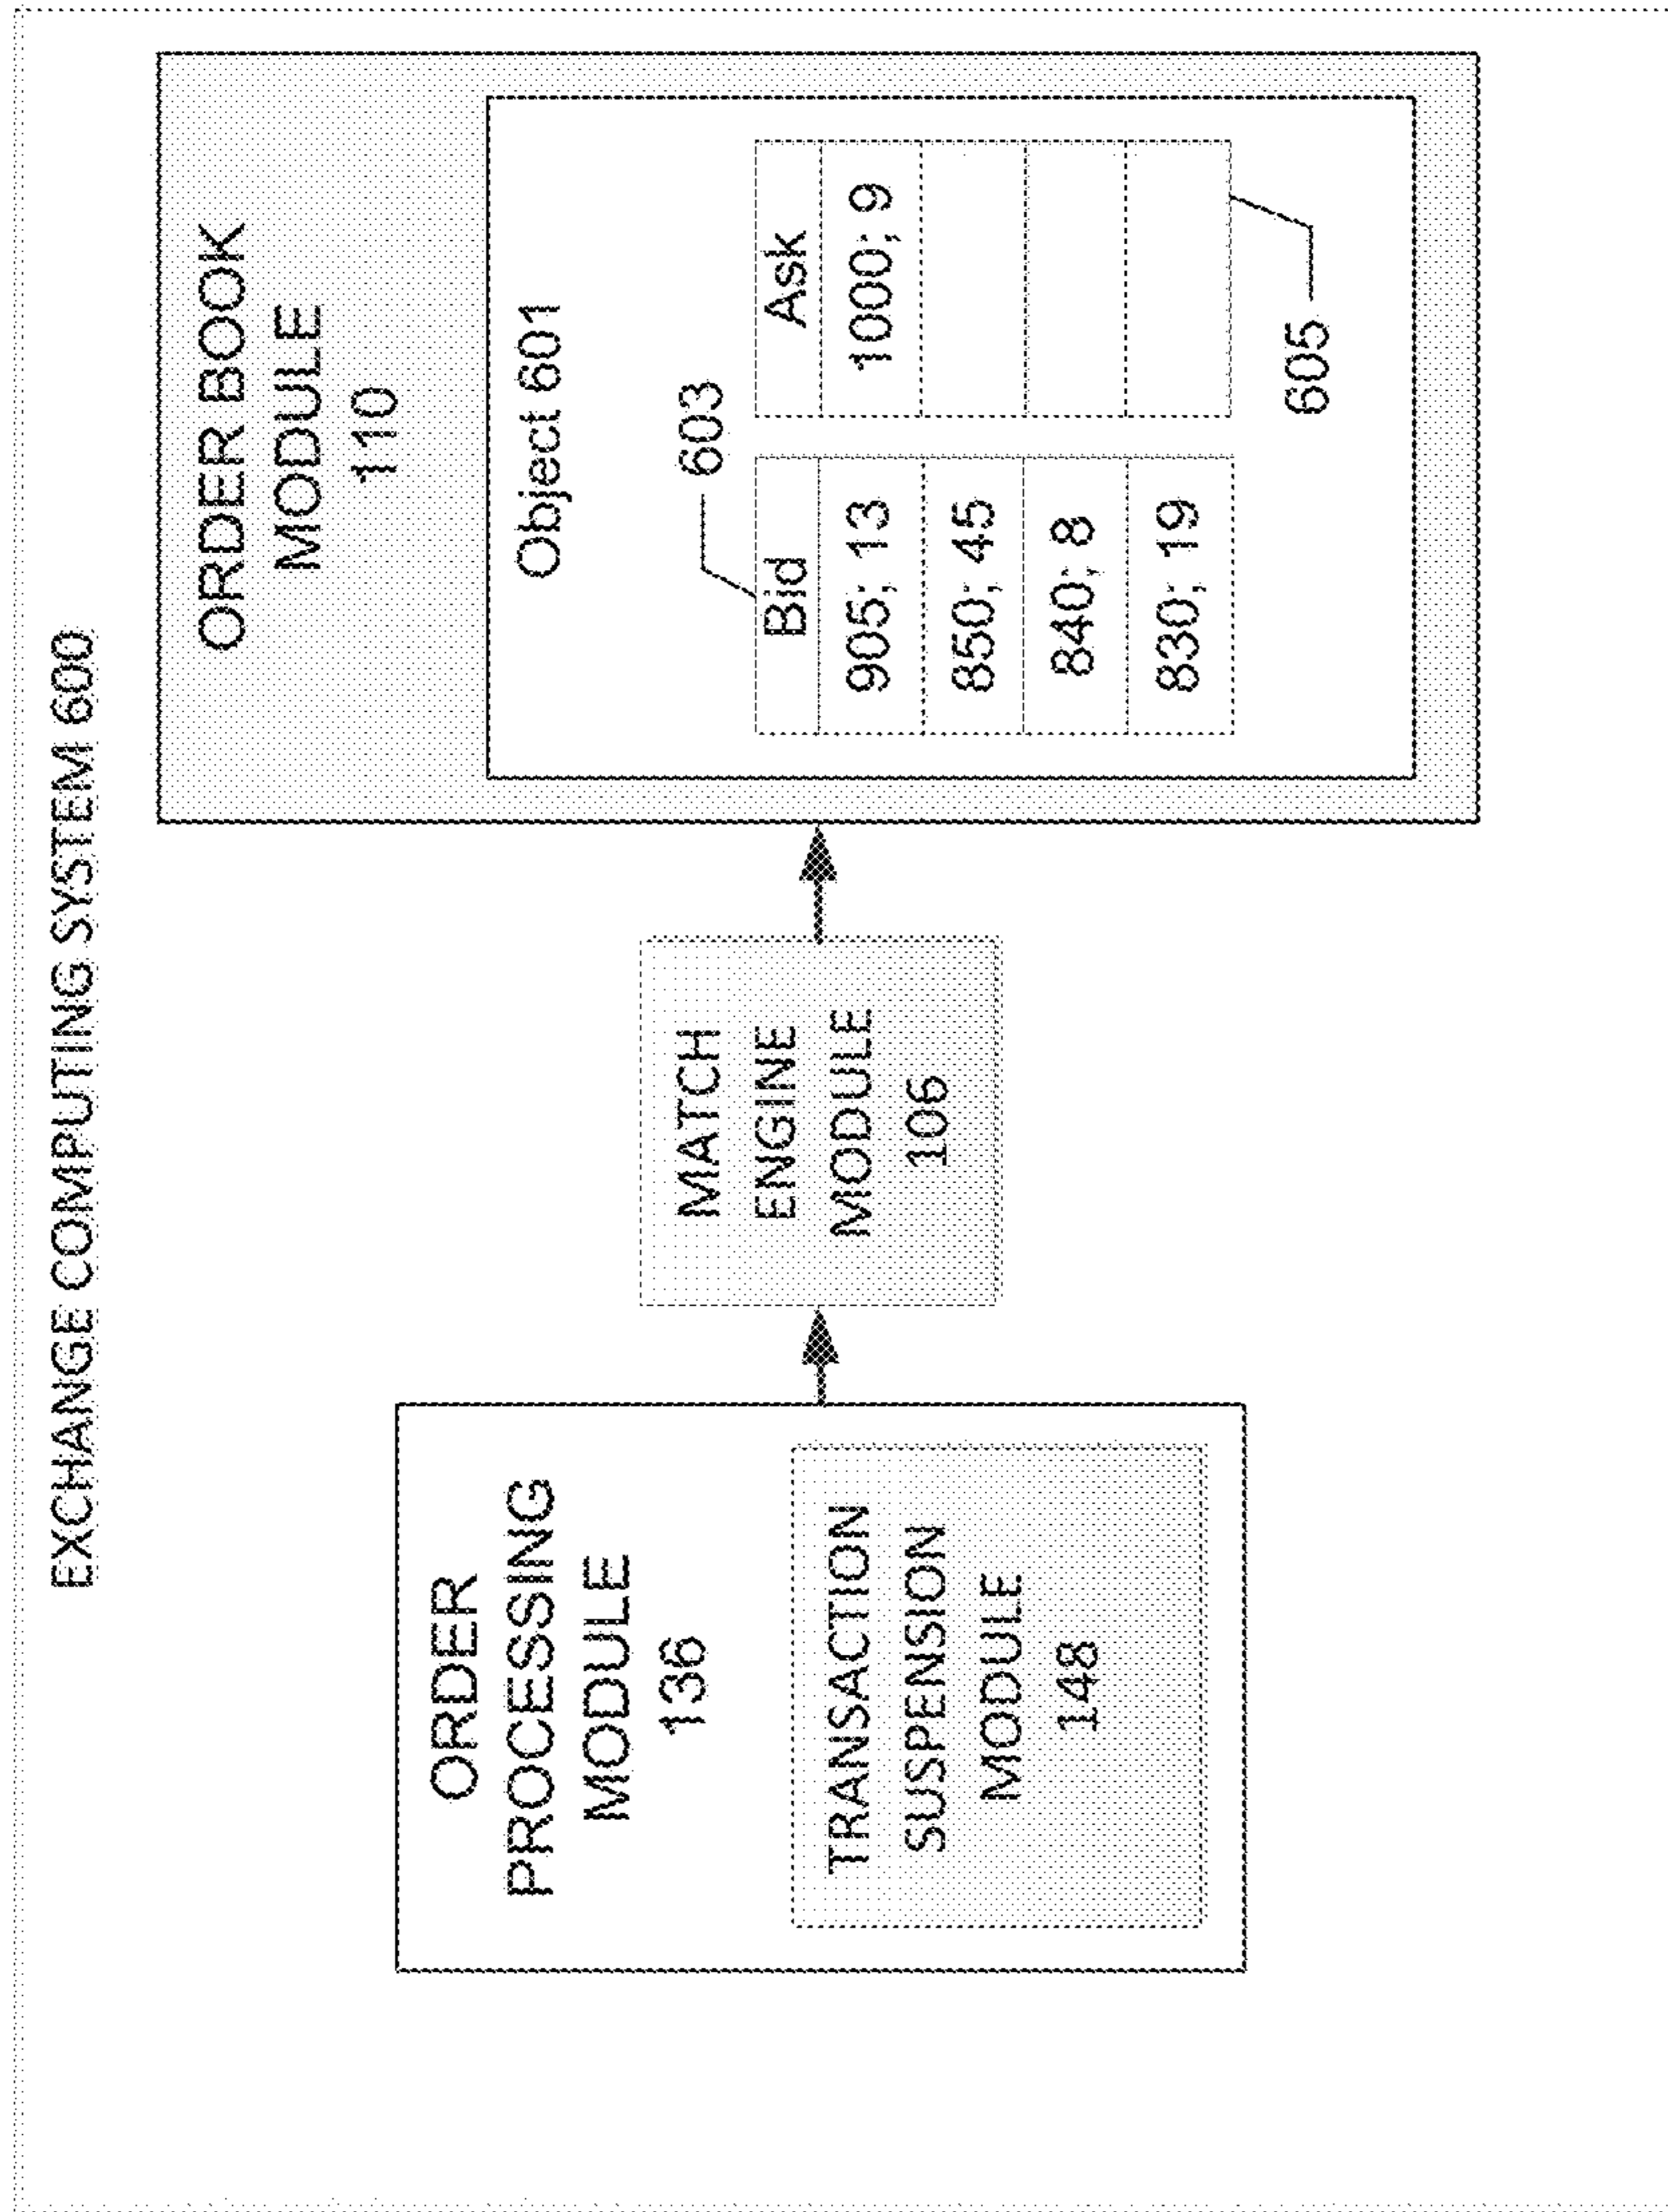 EXCHANGE COMPUTING SYSTEM 600
ORDER
PROCESSING
MODULE
136
TRANSACTION
SUSPENSION
MODULE
148
MATCH
ENGINE
MODULE
106
ORDER BOOK
MODULE
110
Object 601
603
Bid
905; 13
850; 45
840; 8
830; 19
Ask
1000; 9
605